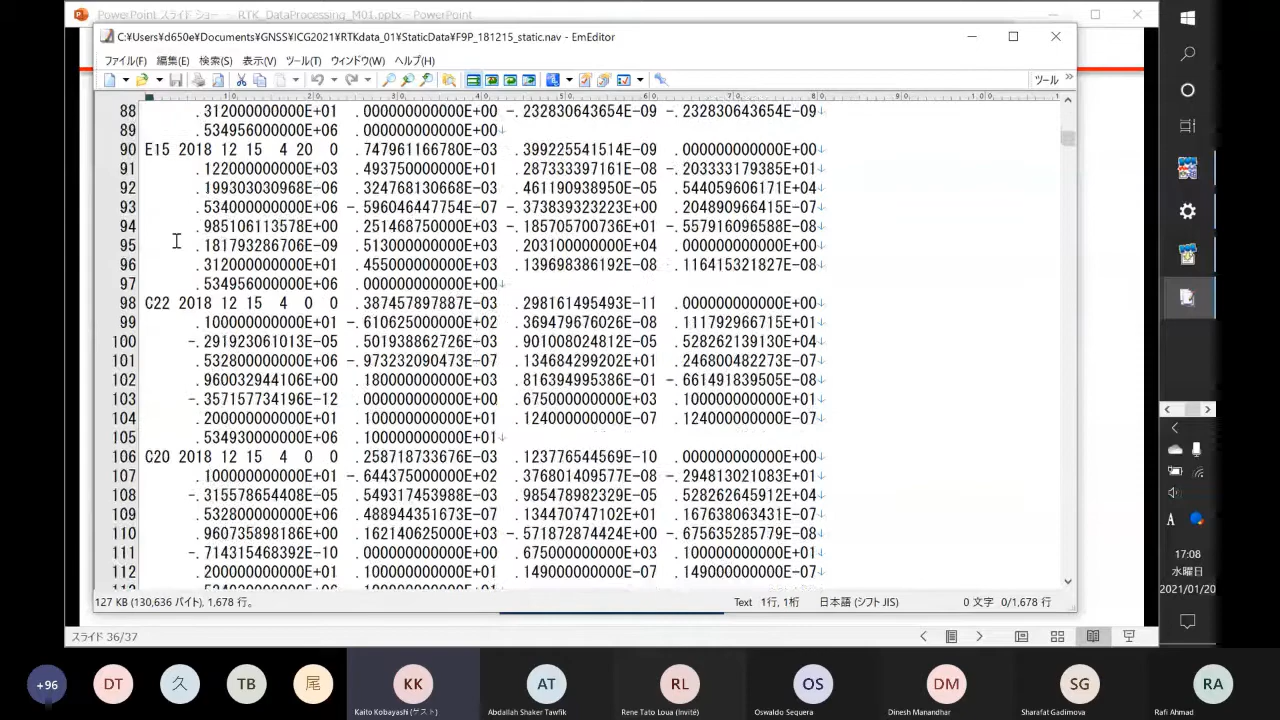 PowerPoint スライド ショー - RTK_DataProcessing_M01.pptx - PowerPoint
C:¥Users¥d650e¥Documents¥GNSS¥ICG2021¥RTKdata_01¥StaticData¥F9P_181215_static.nav - EmEditor
ファイル(F) 編集(E) 検索(S) 表示(V) ツール(T) ウィンドウ(W) ヘルプ(H)
ツール »
88 .312000000000E+01 .000000000000E+00 -.232830643654E-09 -.232830643654E-09↓
89 .534956000000E+06 .000000000000E+00↓
90 E15 2018 12 15 4 20 0 .747961166780E-03 .399225541514E-09 .000000000000E+00↓
91 .122000000000E+03 .493750000000E+01 .287333397161E-08 -.203333179385E+01↓
92 .199303030968E-06 .324768130668E-03 .461190938950E-05 .544059606171E+04↓
93 .534000000000E+06 -.596046447754E-07 -.373839323223E+00 .204890966415E-07↓
94 .985106113578E+00 .251468750000E+03 -.185705700736E+01 -.557916096588E-08↓
95 .181793286706E-09 .513000000000E+03 .203100000000E+04 .000000000000E+00↓
96 .312000000000E+01 .455000000000E+03 .139698386192E-08 .116415321827E-08↓
97 .534956000000E+06 .000000000000E+00↓
98 C22 2018 12 15 4 0 0 .387457897887E-03 .298161495493E-11 .000000000000E+00↓
99 .100000000000E+01 -.610625000000E+02 .369479676026E-08 .111792966715E+01↓
100 -.291923061013E-05 .501938862726E-03 .901008024812E-05 .528262139130E+04↓
101 .532800000000E+06 -.973232090473E-07 .134684299202E+01 .246800482273E-07↓
102 .960032944106E+00 .180000000000E+03 .816394995386E-01 -.661491839505E-08↓
103 -.357157734196E-12 .000000000000E+00 .675000000000E+03 .100000000000E+01↓
104 .200000000000E+01 .100000000000E+01 .124000000000E-07 .124000000000E-07↓
105 .534930000000E+06 .100000000000E+01↓
106 C20 2018 12 15 4 0 0 .258718733676E-03 .123776544569E-10 .000000000000E+00↓
107 .100000000000E+01 -.644375000000E+02 .376801409577E-08 -.294813021083E+01↓
108 -.315578654408E-05 .549317453988E-03 .985478982329E-05 .528262645912E+04↓
109 .532800000000E+06 .488944351673E-07 .134470747102E+01 .167638063431E-07↓
110 .960735898186E+00 .162140625000E+03 -.571872874424E+00 -.675635285779E-08↓
111 -.714315468392E-10 .000000000000E+00 .675000000000E+03 .100000000000E+01↓
112 .200000000000E+01 .100000000000E+01 .149000000000E-07 .149000000000E-07↓
127 KB (130,636 バイト)、1,678 行。 Text 1行, 1桁 日本語 (シフト JIS) 0 文字 0/1,678 行
スライド 36/37
A
17:08
水曜日
2021/01/20
+96 DT 久 TB 尾 KK AT RL OS DM SG RA
Kaito Kobayashi (ゲスト) Abdallah Shaker Tawfik Rene Tato Loua (Invité) Oswaldo Sequera Dinesh Manandhar Sharafat Gadimova Rafi Ahmad